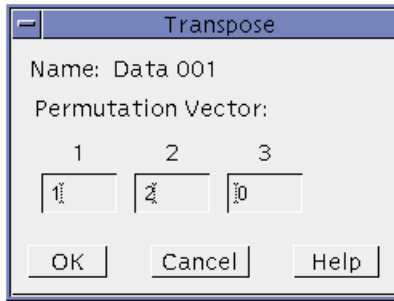 Transpose
Name: Data 001
Permutation Vector:
1 2 3
1 2 0
OK Cancel Help